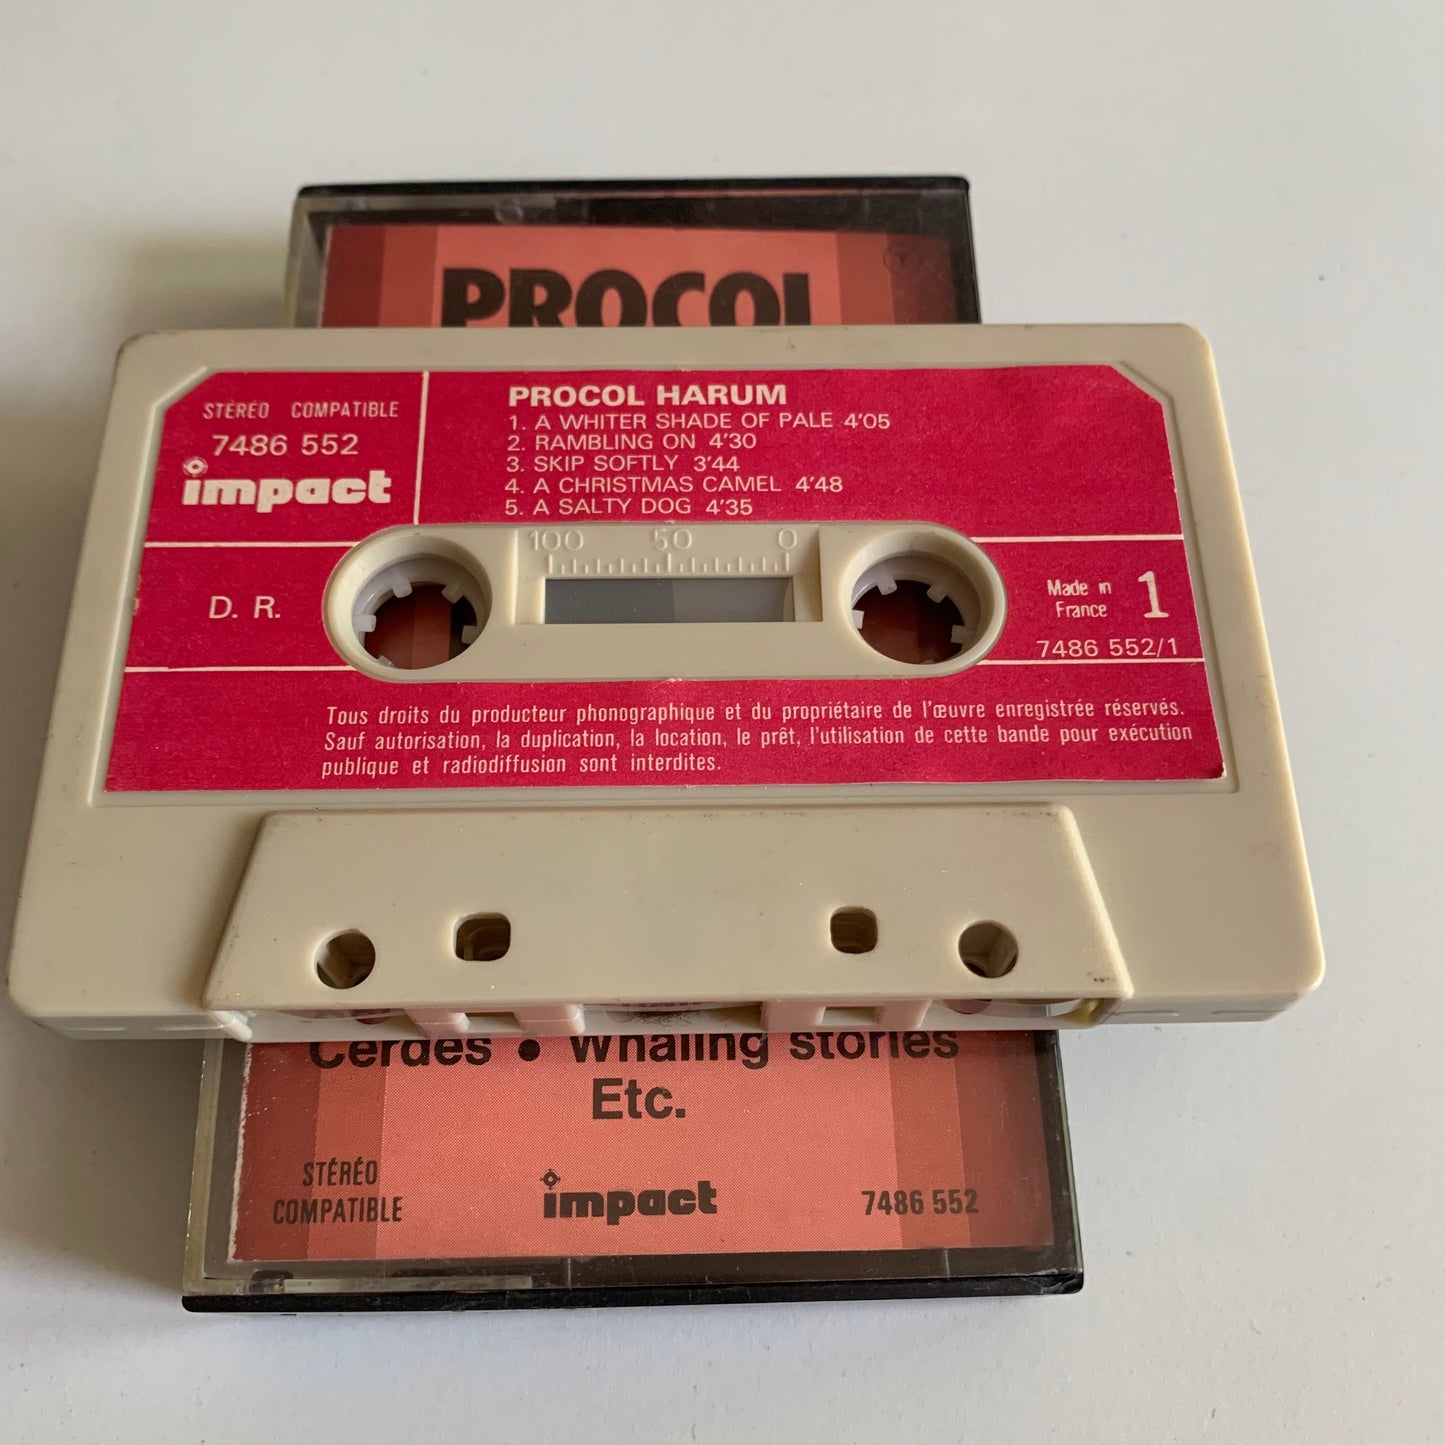 PROCOL
STÉRÉO COMPATIBLE
7486 552
impact
PROCOL HARUM
1. A WHITER SHADE OF PALE 4'05
2. RAMBLING ON 4'30
3. SKIP SOFTLY 3'44
4. A CHRISTMAS CAMEL 4'48
5. A SALTY DOG 4'35
100 50 0
D. R.
Made in
France
1
7486 552/1
Tous droits du producteur phonographique et du propriétaire de l'œuvre enregistrée réservés.
Sauf autorisation, la duplication, la location, le prêt, l'utilisation de cette bande pour exécution
publique et radiodiffusion sont interdites.
Cerdes • Whaling stories
Etc.
STÉRÉO
COMPATIBLE
impact
7486 552